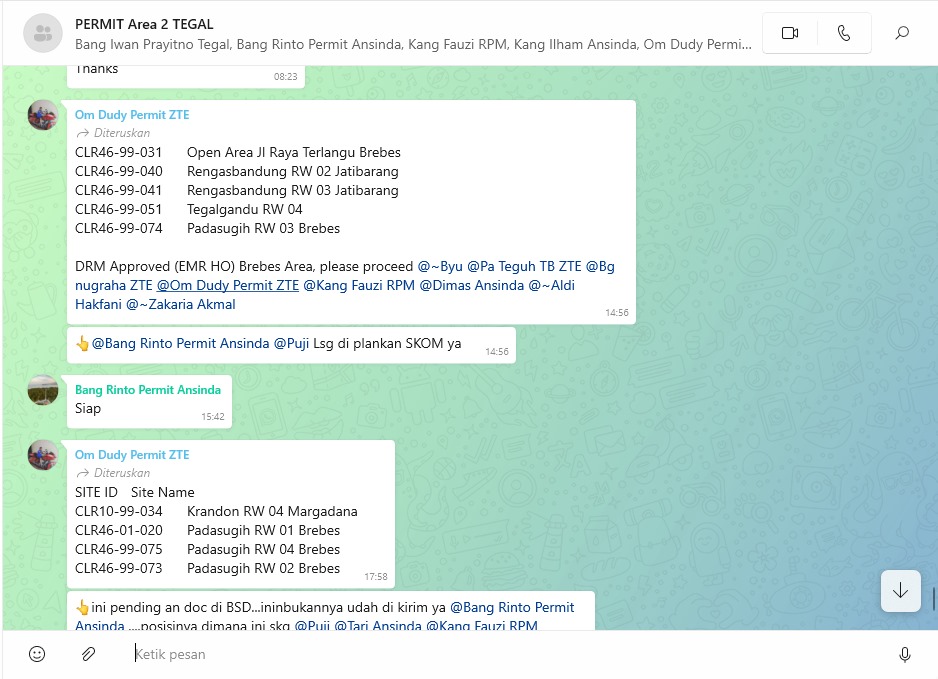 PERMIT Area 2 TEGAL
Bang Iwan Prayitno Tegal, Bang Rinto Permit Ansinda, Kang Fauzi RPM, Kang Ilham Ansinda, Om Dudy Permi...
Thanks
08:23
Om Dudy Permit ZTE
Diteruskan
CLR46-99-031 Open Area Jl Raya Terlangu Brebes
CLR46-99-040 Rengasbandung RW 02 Jatibarang
CLR46-99-041 Rengasbandung RW 03 Jatibarang
CLR46-99-051 Tegalgandu RW 04
CLR46-99-074 Padasugih RW 03 Brebes
DRM Approved (EMR HO) Brebes Area, please proceed @~Byu @Pa Teguh TB ZTE @Bg
nugraha ZTE @Om Dudy Permit ZTE @Kang Fauzi RPM @Dimas Ansinda @~Aldi
Hakfani @~Zakaria Akmal
14:56
👆@Bang Rinto Permit Ansinda @Puji Lsg di plankan SKOM ya
14:56
Bang Rinto Permit Ansinda
Siap
15:42
Om Dudy Permit ZTE
Diteruskan
SITE ID Site Name
CLR10-99-034 Krandon RW 04 Margadana
CLR46-01-020 Padasugih RW 01 Brebes
CLR46-99-075 Padasugih RW 04 Brebes
CLR46-99-073 Padasugih RW 02 Brebes
17:58
👆ini pending an doc di BSD...ininbukannya udah di kirim ya @Bang Rinto Permit
Ansinda ....posisinya dimana ini skg @Puji @Tari Ansinda @Kang Fauzi RPM
Ketik pesan